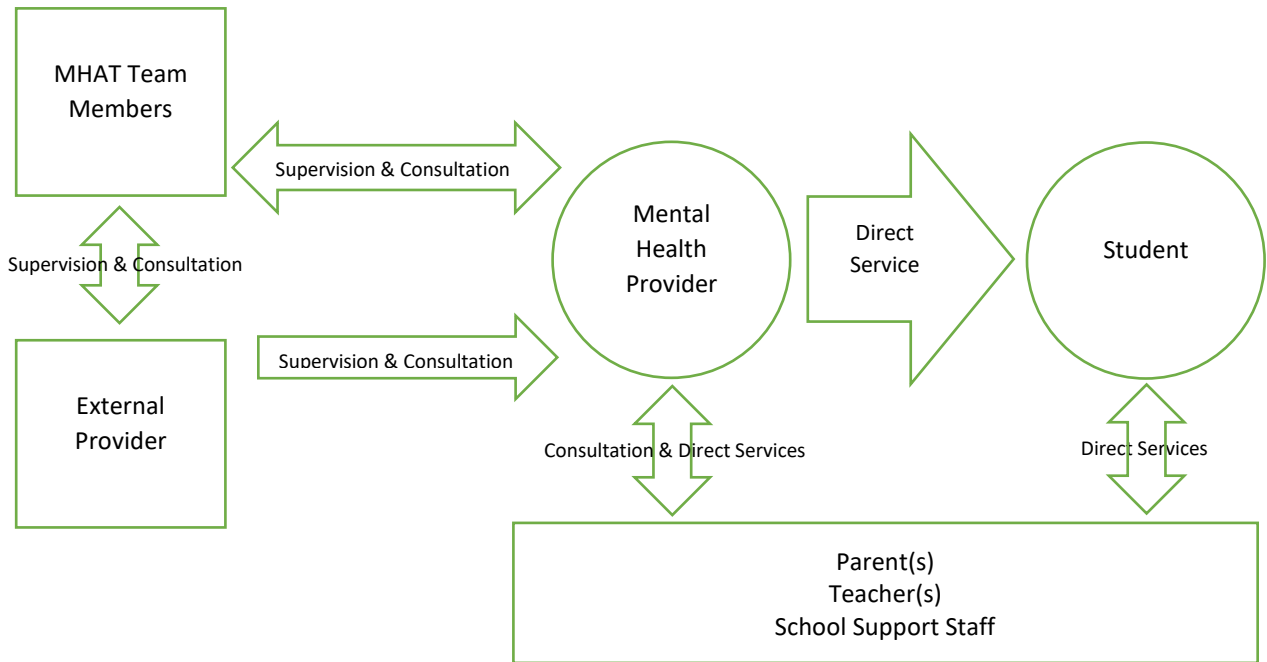 MHAT Team
Members
Supervision & Consultation
Mental
Health
Provider
Direct
Service
Student
Supervision & Consultation
Supervision & Consultation
External
Provider
Consultation & Direct Services
Direct Services
Parent(s)
Teacher(s)
School Support Staff